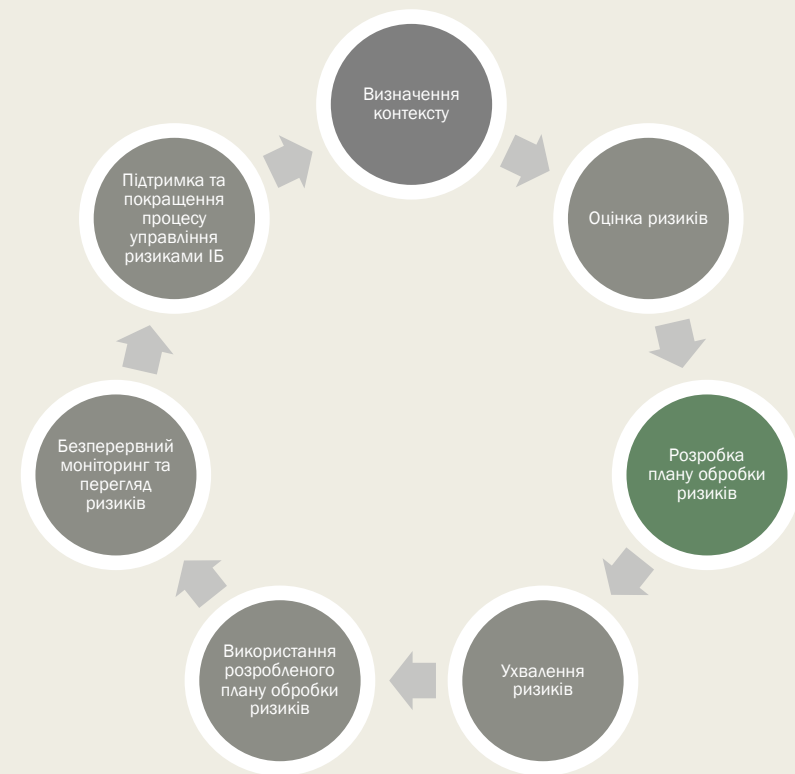 Визначення
контексту
Оцінка ризиків
Розробка
плану обробки
ризиків
Ухвалення
ризиків
Використання
розробленого
плану обробки
ризиків
Безперервний
моніторинг та
перегляд
ризиків
Підтримка та
покращення
процесу
управління
ризиками ІБ